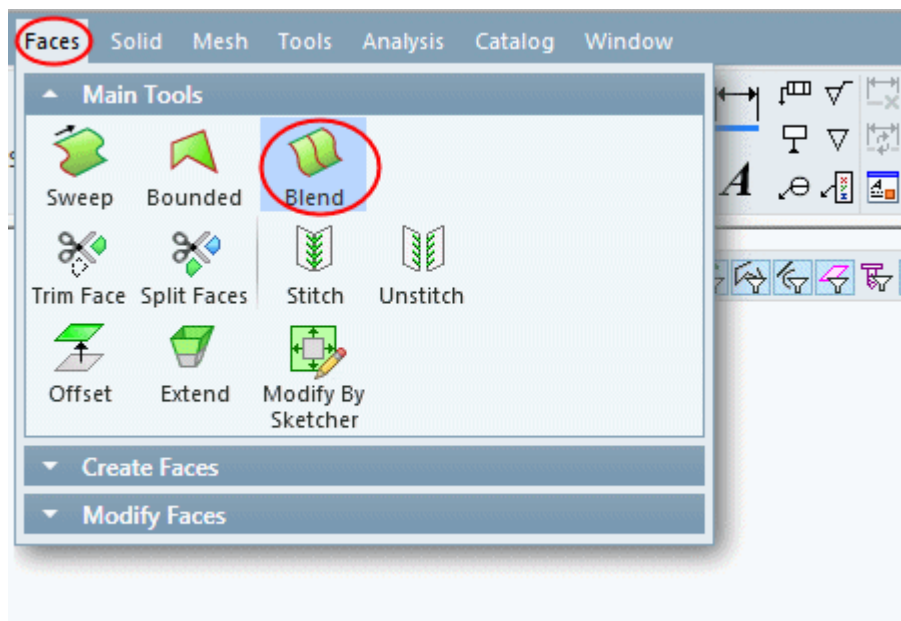 Faces Solid Mesh Tools Analysis Catalog Window
Main Tools
Sweep Bounded Blend
Trim Face Split Faces Stitch Unstitch
Offset Extend Modify By
Sketcher
A
Create Faces
Modify Faces